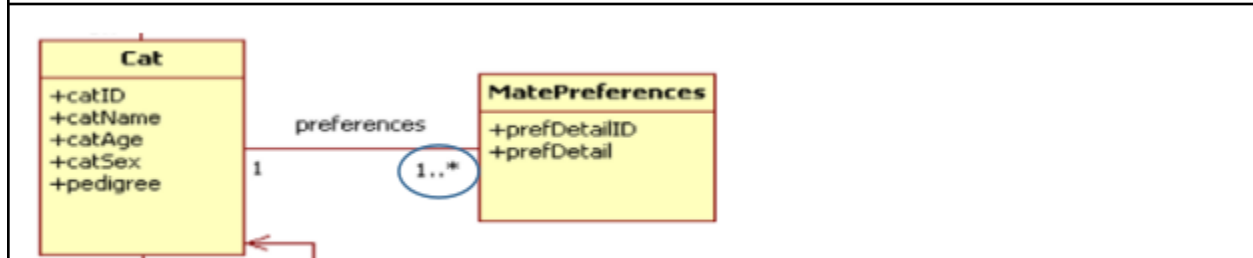 Cat
+catID
+catName
+catAge
+catSex
+pedigree
preferences
1
1..*
MatePreferences
+prefDetailID
+prefDetail